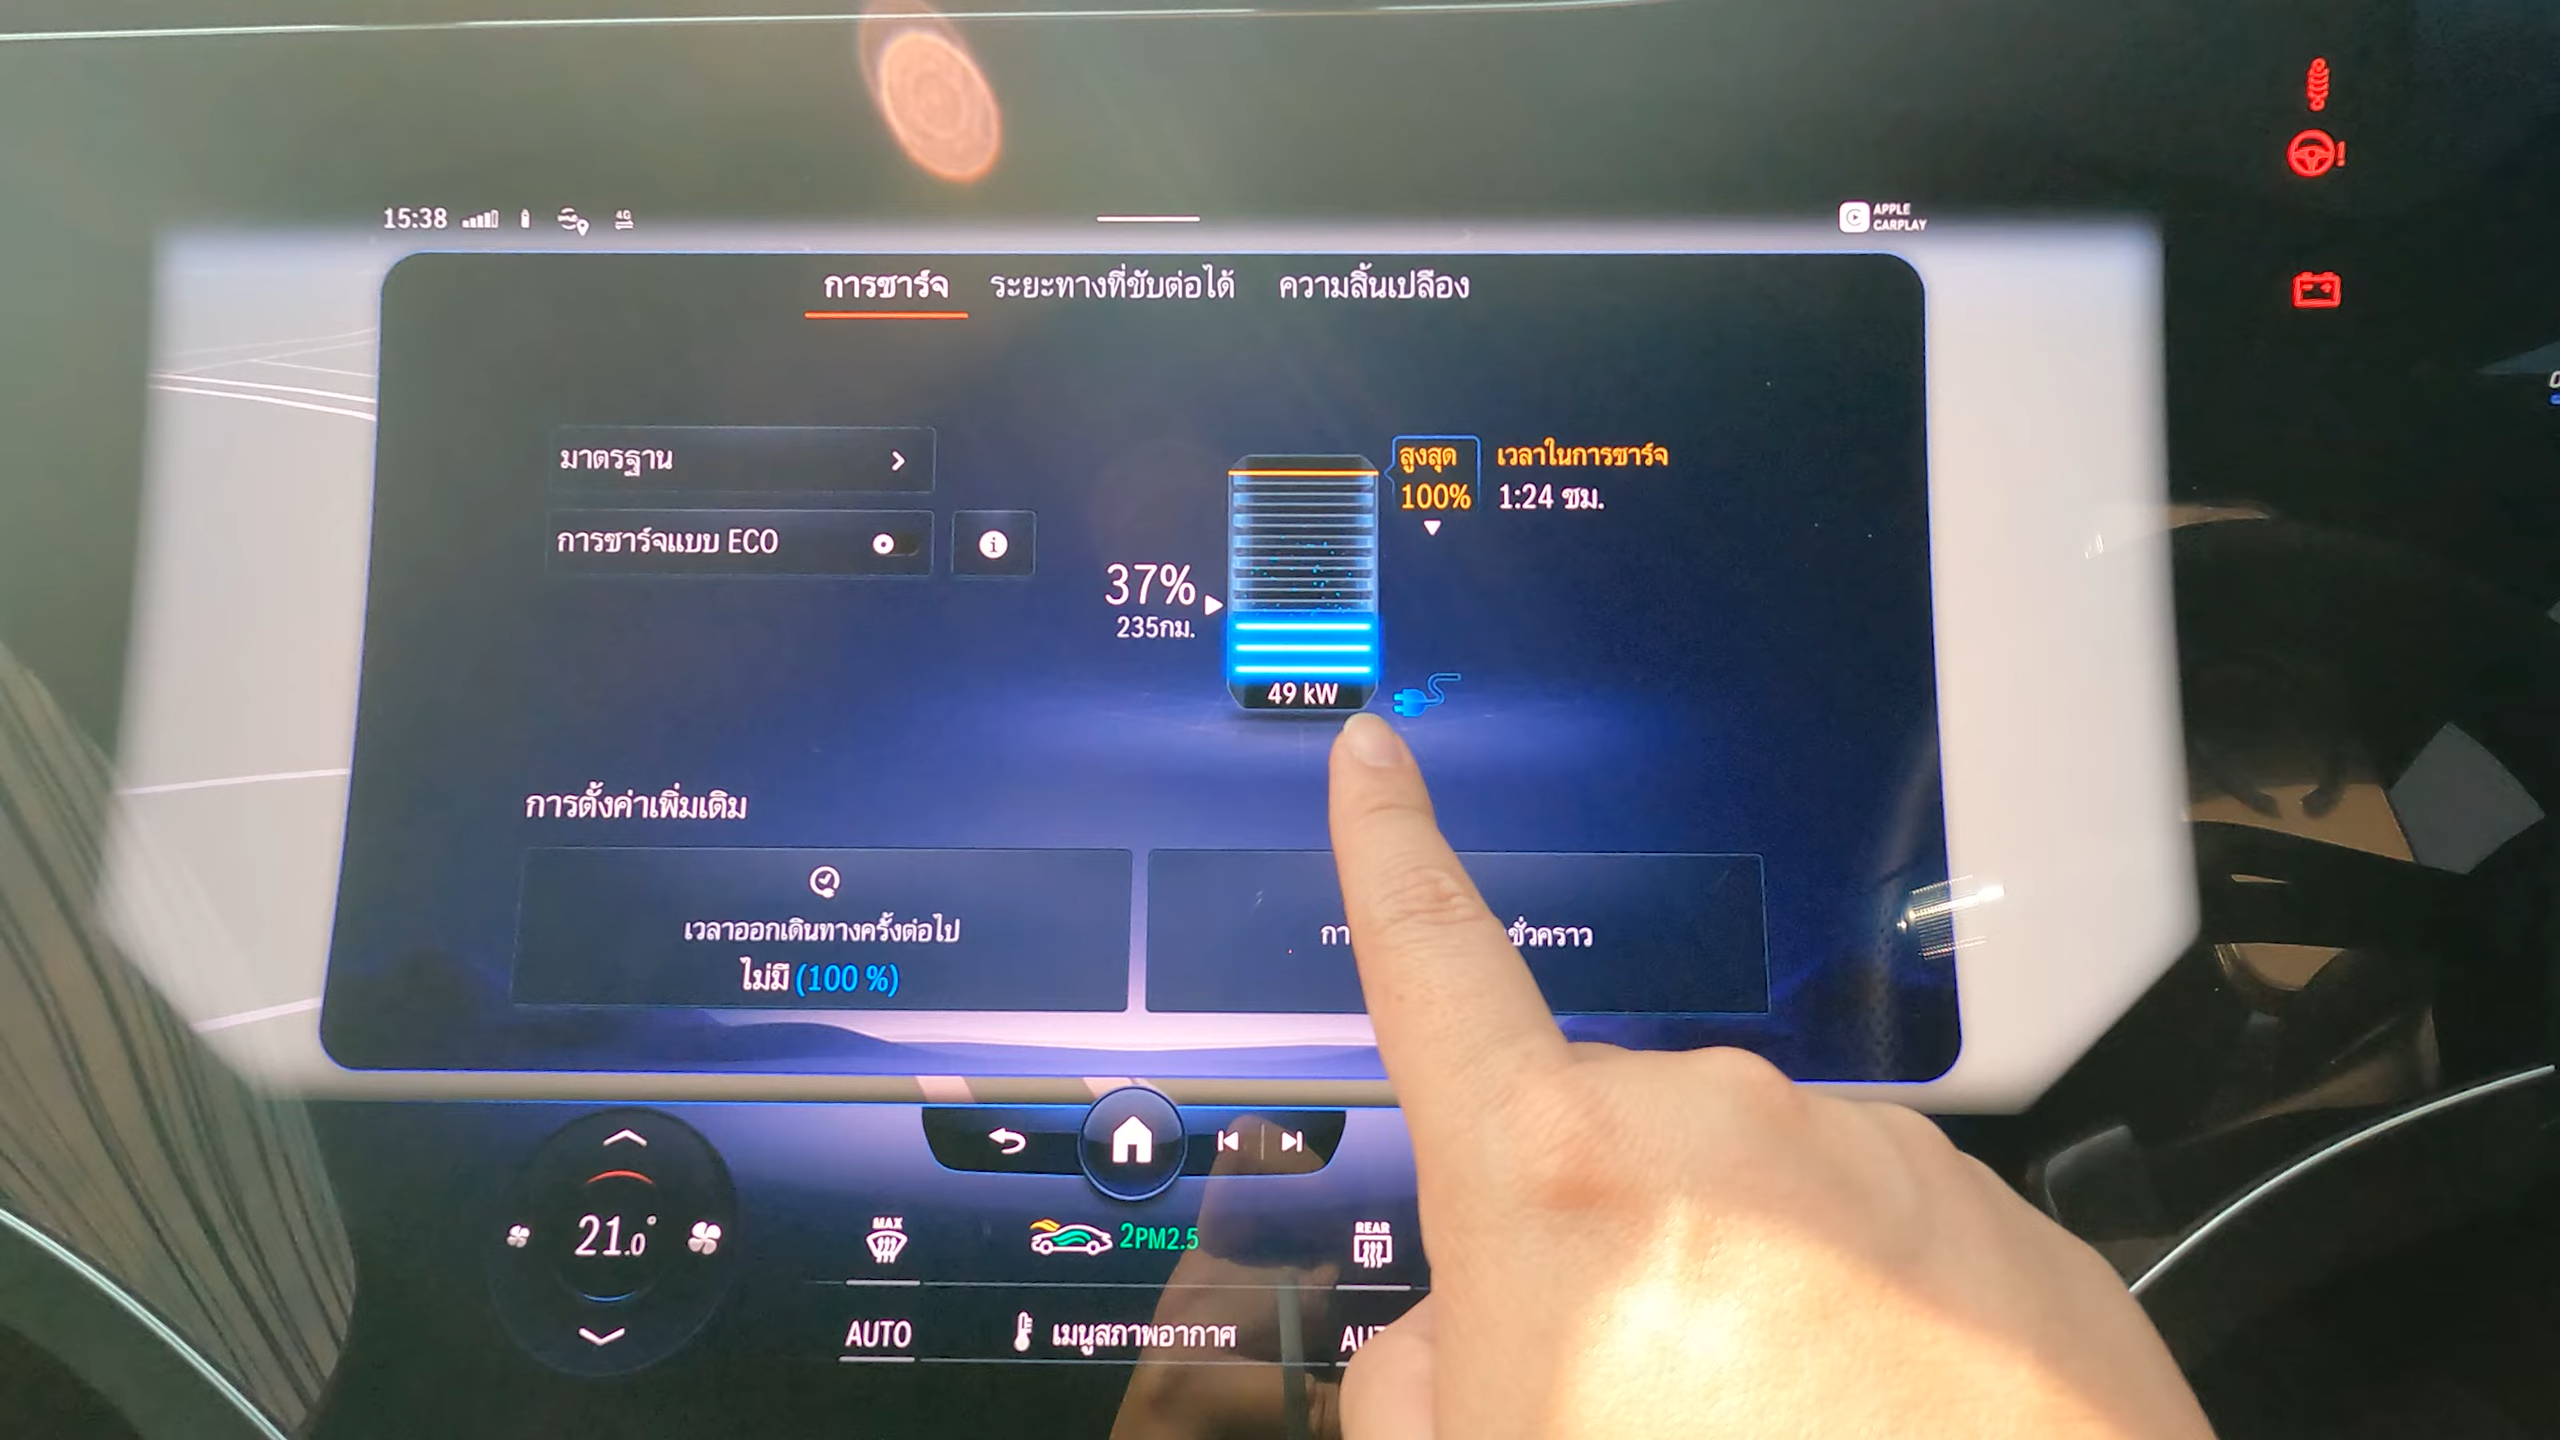 15:38
4G
APPLE
CARPLAY
การชาร์จ ระยะทางที่ขับต่อได้ ความสิ้นเปลือง
มาตรฐาน
การชาร์จแบบ ECO
37%
235กม.
สูงสุด
100%
เวลาในการชาร์จ
1:24 ชม.
49 kW
การตั้งค่าเพิ่มเติม
เวลาออกเดินทางครั้งต่อไป
ไม่มี (100 %)
ชั่วคราว
21.0°
MAX
2PM2.5
REAR
AUTO
เมนูสภาพอากาศ